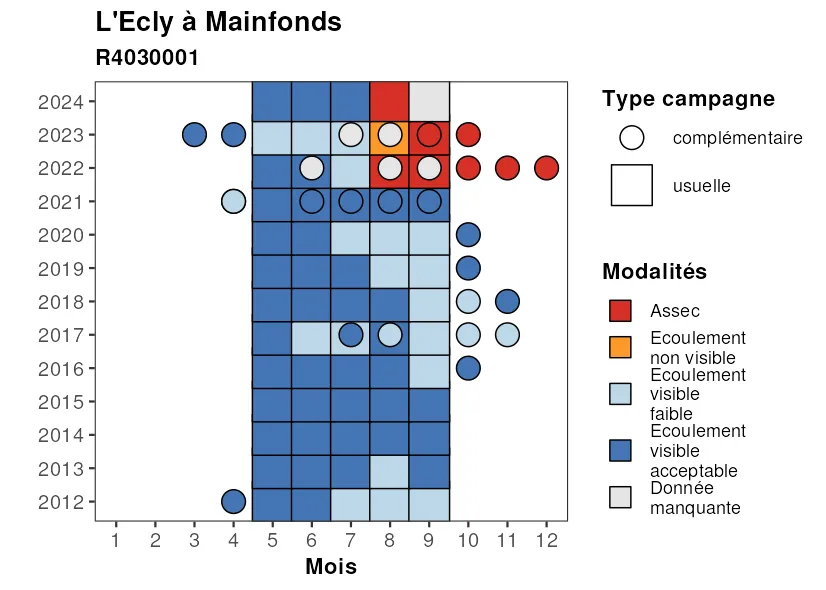 L'Ecly à Mainfonds
R4030001
2024
2023
2022
2021
2020
2019
2018
2017
2016
2015
2014
2013
2012
1 2 3 4 5 6 7 8 9 10 11 12
Mois
Type campagne
complémentaire
usuelle
Modalités
Assec
Ecoulement
non visible
Ecoulement
visible
faible
Ecoulement
visible
acceptable
Donnée
manquante